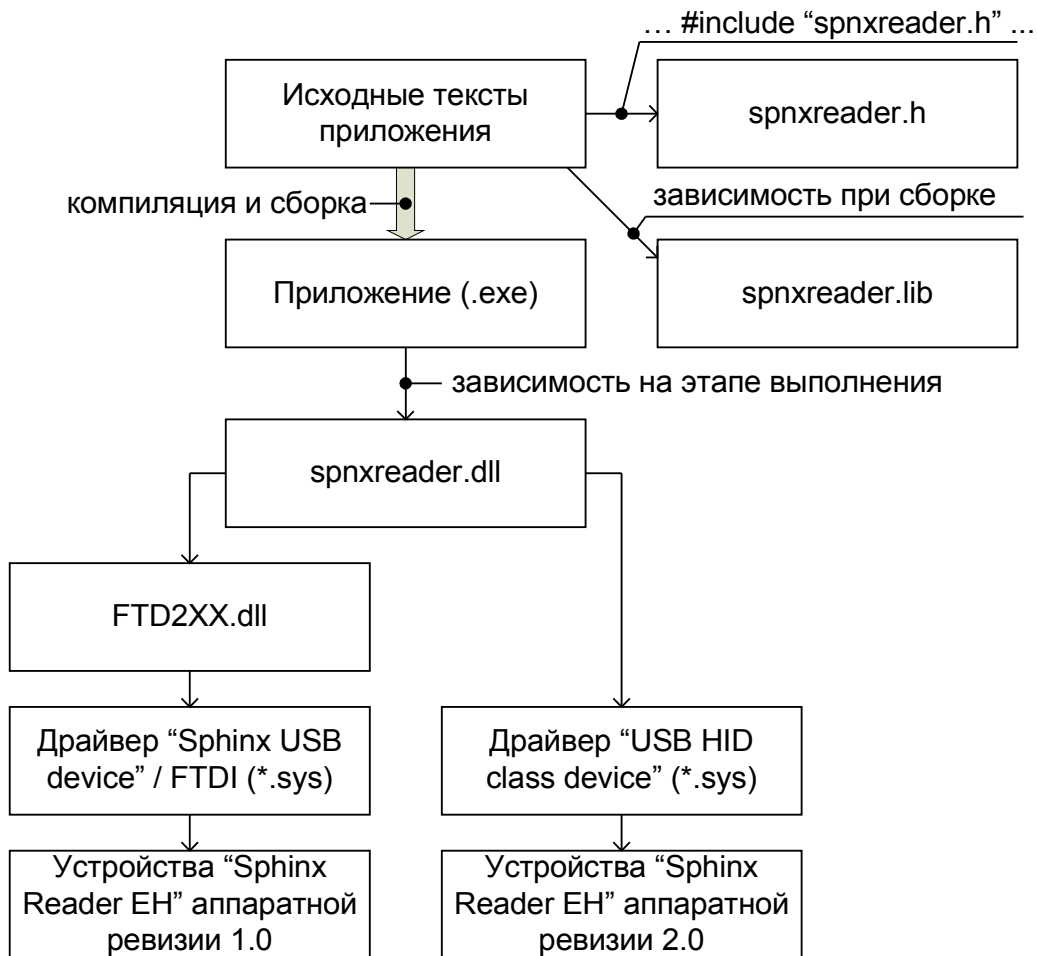 … #include “spnxreader.h” ...
Исходные тексты
приложения
spnxreader.h
компиляция и сборка
зависимость при сборке
Приложение (.exe)
spnxreader.lib
зависимость на этапе выполнения
spnxreader.dll
FTD2XX.dll
Драйвер “Sphinx USB
device” / FTDI (*.sys)
Драйвер “USB HID
class device” (*.sys)
Устройства “Sphinx
Reader EH” аппаратной
ревизии 1.0
Устройства “Sphinx
Reader EH” аппаратной
ревизии 2.0